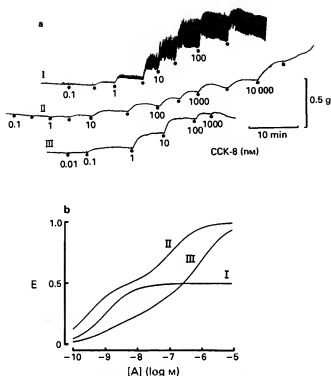 a
I
0.1
1
10
100
II
0.1
1
10
100
1000
10 000
0.5 g
III
0.01
0.1
1
10
100
1000
10 min
CCK-8 (nM)
b
1.0
II
III
E
0.5
I
0
-10
-9
-8
-7
-6
-5
[A] (log M)